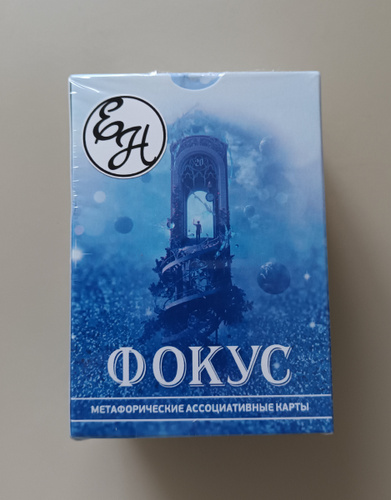 ЕН
ФОКУС
МЕТАФОРИЧЕСКИЕ АССОЦИАТИВНЫЕ КАРТЫ